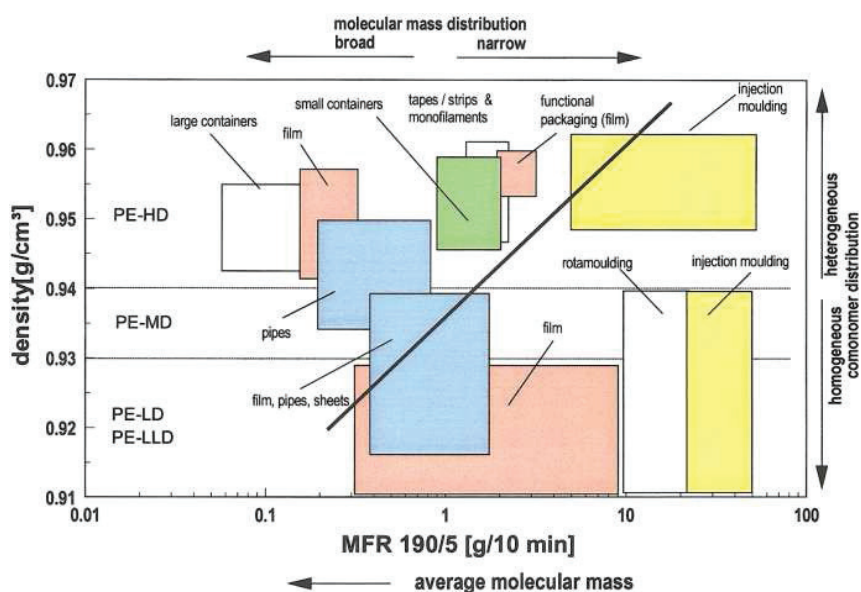 molecular mass distribution
broad narrow
0.97
0.96
0.95
0.94
0.93
0.92
0.91
density[g/cm³]
PE-HD
PE-MD
PE-LD
PE-LLD
large containers
film
small containers
tapes / strips &
monofilaments
functional
packaging (film)
injection
moulding
pipes
film, pipes, sheets
film
rotamoulding
injection moulding
heterogeneous
homogeneous
comonomer distribution
0.01 0.1 1 10 100
MFR 190/5 [g/10 min]
average molecular mass